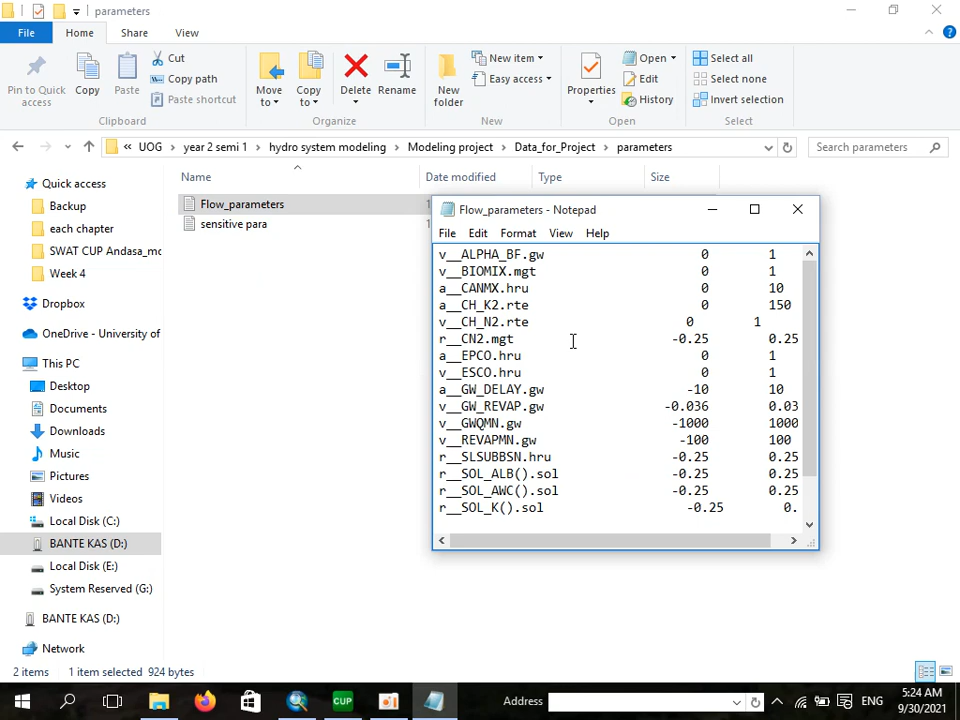 parameters
File Home Share View
Pin to Quick access
Copy
Paste
Cut
Copy path
Paste shortcut
Clipboard
Move to
Copy to
Delete
Rename
Organize
New folder
New item
Easy access
New
Properties
Open
Edit
History
Open
Select all
Select none
Invert selection
Select
« UOG > year 2 semi 1 > hydro system modeling > Modeling project > Data_for_Project > parameters
Search parameters
Name Date modified Type Size
Flow_parameters 1
sensitive para 1
Quick access
Backup
each chapter
SWAT CUP Andasa_mo
Week 4
Dropbox
OneDrive - University of
This PC
Desktop
Documents
Downloads
Music
Pictures
Videos
Local Disk (C:)
BANTE KAS (D:)
Local Disk (E:)
System Reserved (G:)
BANTE KAS (D:)
Network
Flow_parameters - Notepad
File Edit Format View Help
v__ALPHA_BF.gw 0 1
v__BIOMIX.mgt 0 1
a__CANMX.hru 0 10
a__CH_K2.rte 0 150
v__CH_N2.rte 0 1
r__CN2.mgt -0.25 0.25
a__EPCO.hru 0 1
v__ESCO.hru 0 1
a__GW_DELAY.gw -10 10
v__GW_REVAP.gw -0.036 0.03
v__GWQMN.gw -1000 1000
v__REVAPMN.gw -100 100
r__SLSUBBSN.hru -0.25 0.25
r__SOL_ALB().sol -0.25 0.25
r__SOL_AWC().sol -0.25 0.25
r__SOL_K().sol -0.25 0.
2 items 1 item selected 924 bytes
CUP
Address
ENG
5:24 AM
9/30/2021